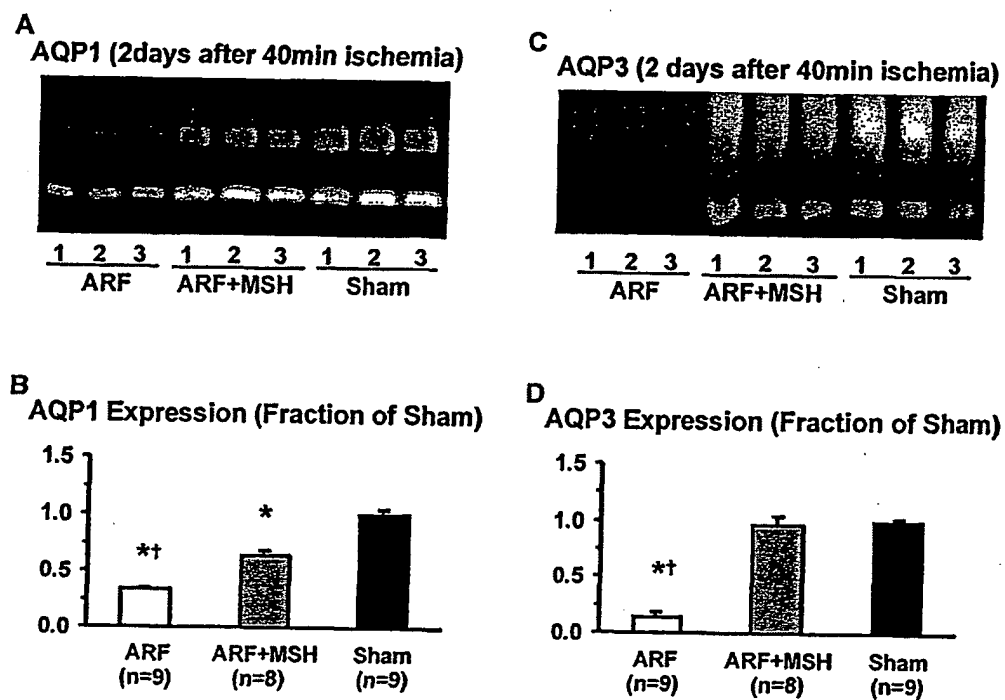 A
AQP1 (2days after 40min ischemia)
1 2 3 1 2 3 1 2 3
ARF ARF+MSH Sham
C
AQP3 (2 days after 40min ischemia)
1 2 3 1 2 3 1 2 3
ARF ARF+MSH Sham
B
AQP1 Expression (Fraction of Sham)
1.5
1.0
0.5
0.0
*†
*
ARF ARF+MSH Sham
(n=9) (n=8) (n=9)
D
AQP3 Expression (Fraction of Sham)
1.5
1.0
0.5
0.0
*†
ARF ARF+MSH Sham
(n=9) (n=8) (n=9)